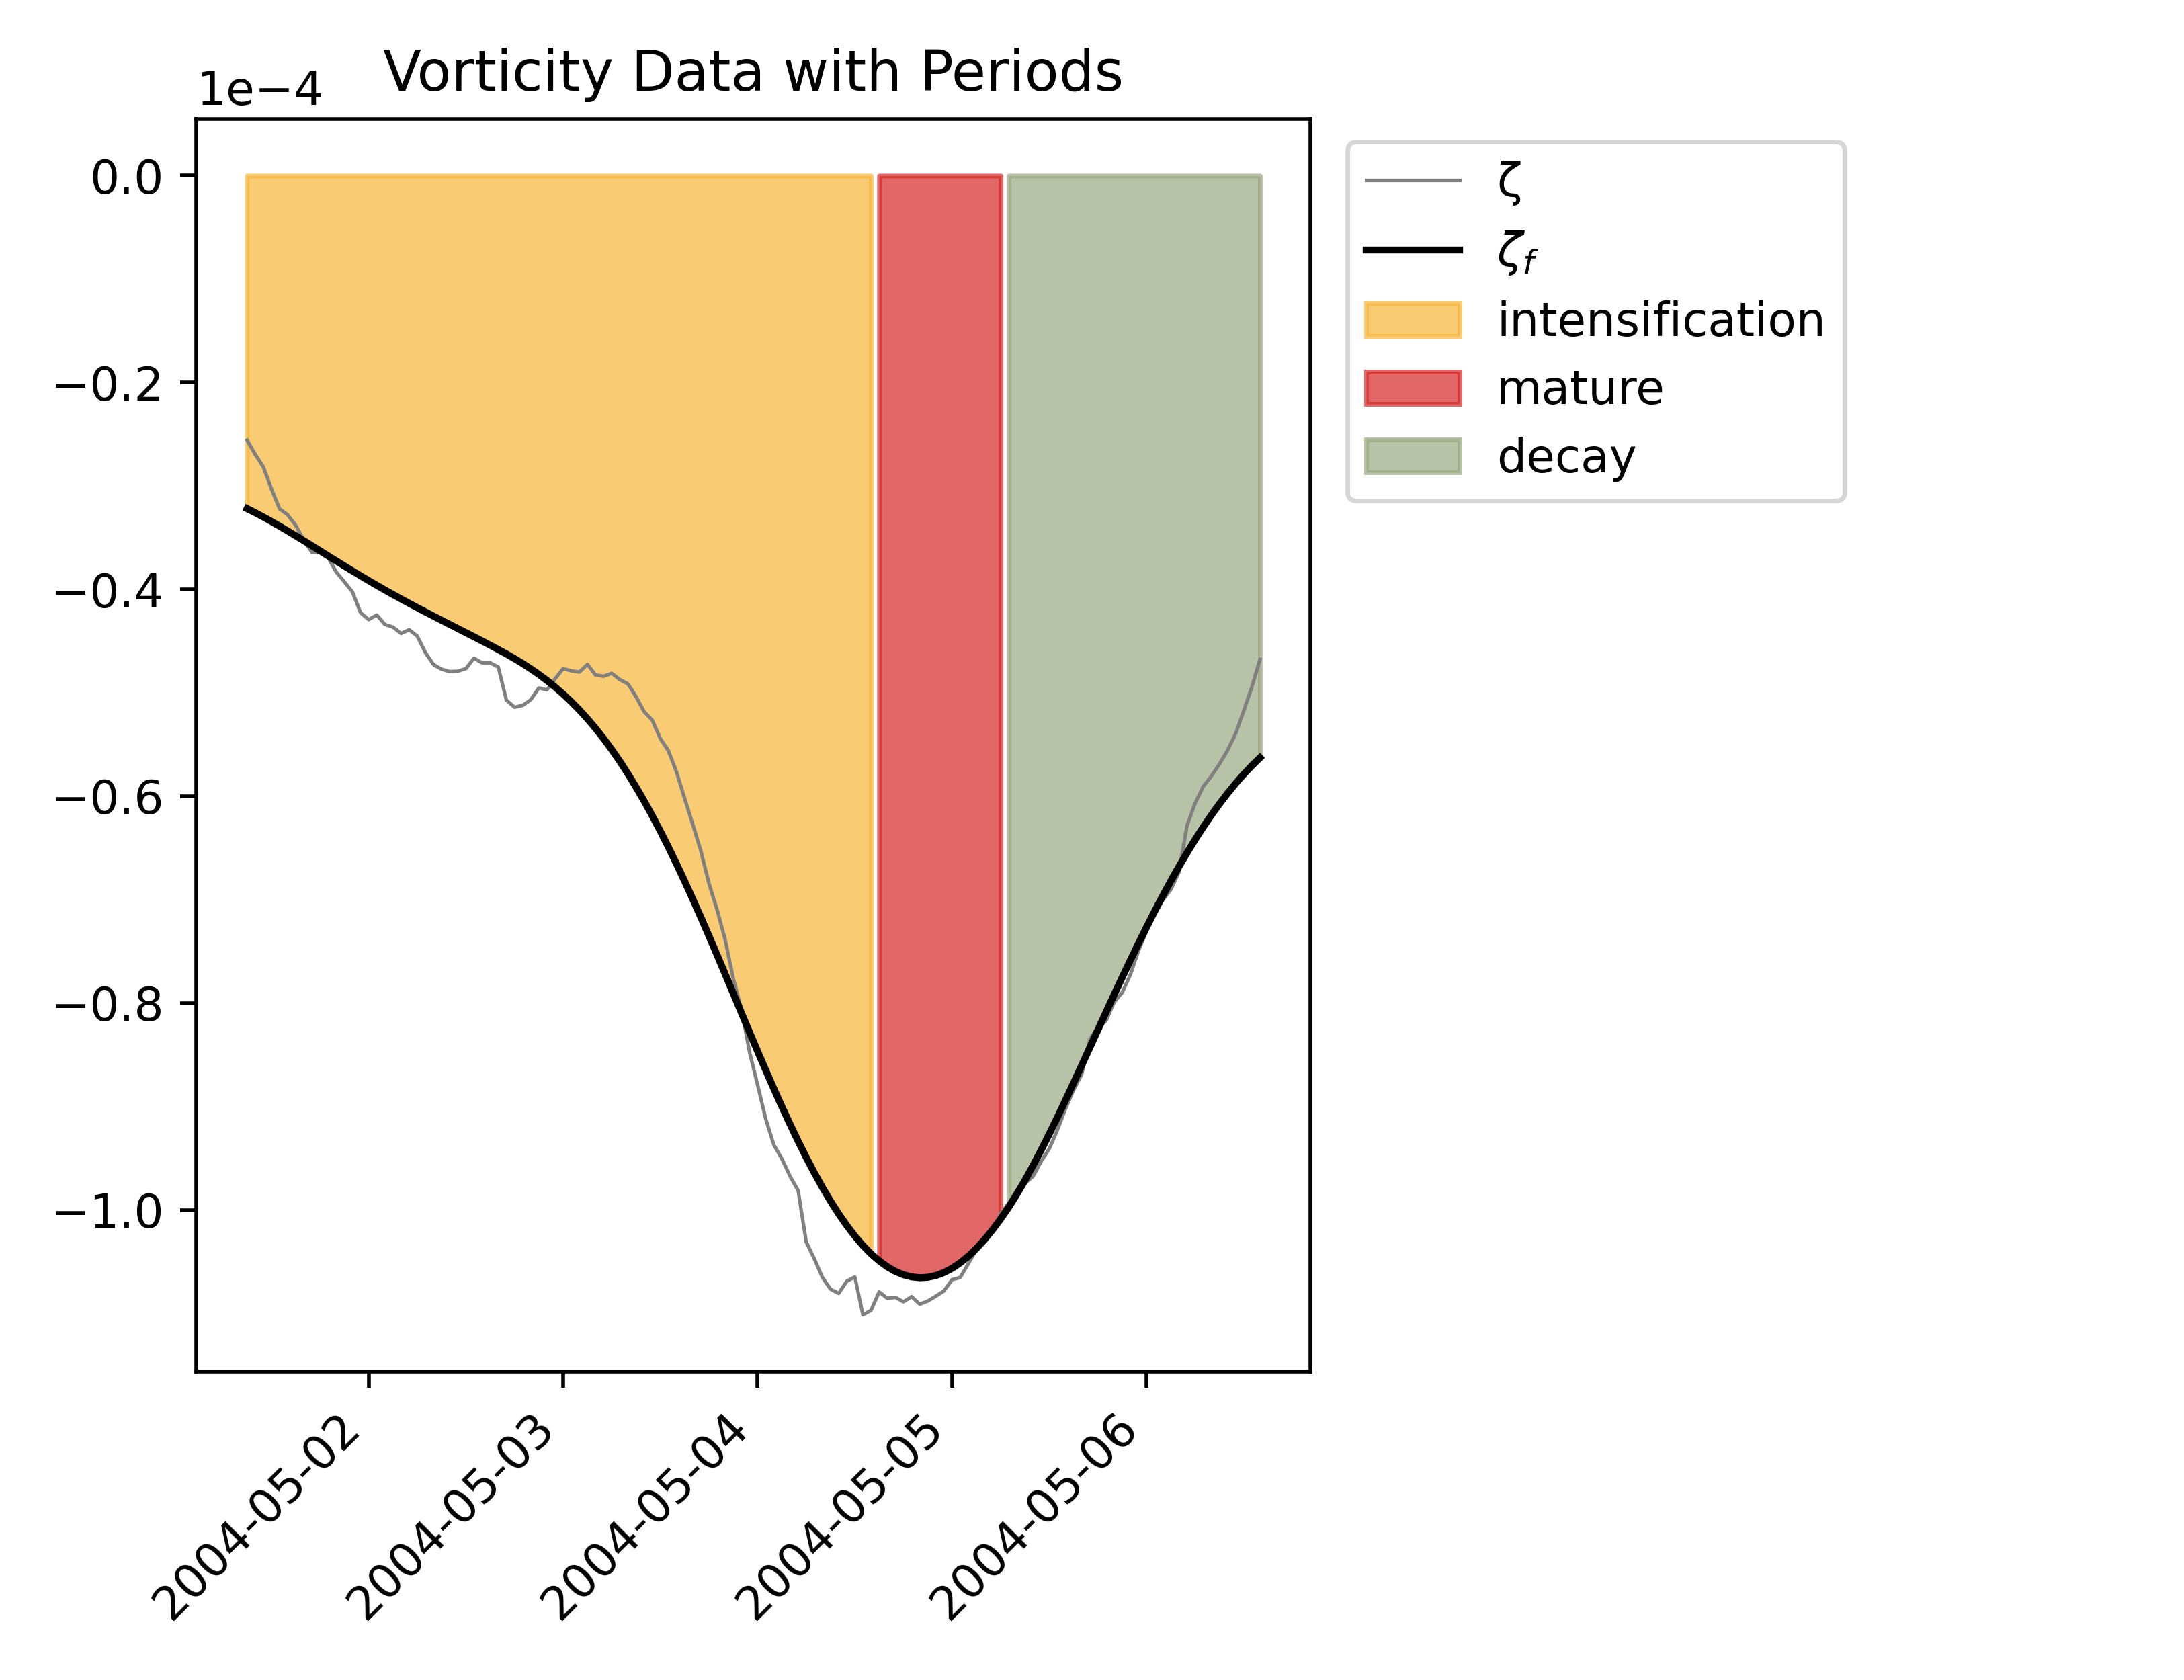 Vorticity Data with Periods
1e−4
0.0
−0.2
−0.4
−0.6
−0.8
−1.0
2004-05-02
2004-05-03
2004-05-04
2004-05-05
2004-05-06
ζ
ζf
intensification
mature
decay